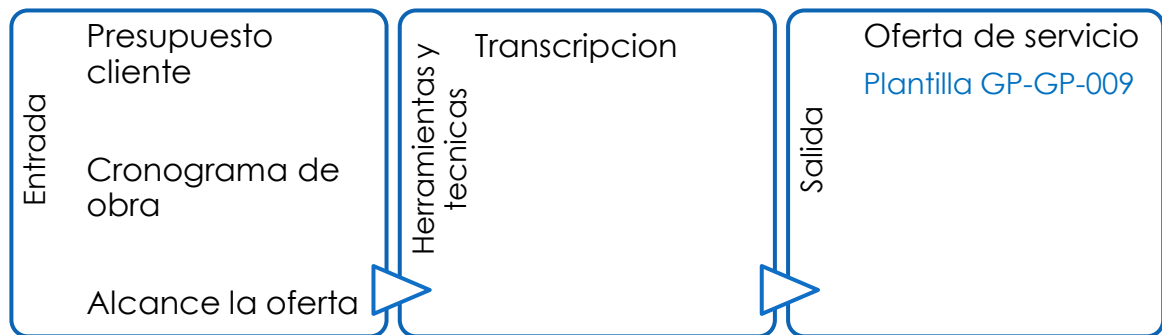 Entrada
Presupuesto
cliente
Cronograma de
obra
Alcance la oferta
Herramientas y
tecnicas
Transcripcion
Salida
Oferta de servicio
Plantilla GP-GP-009